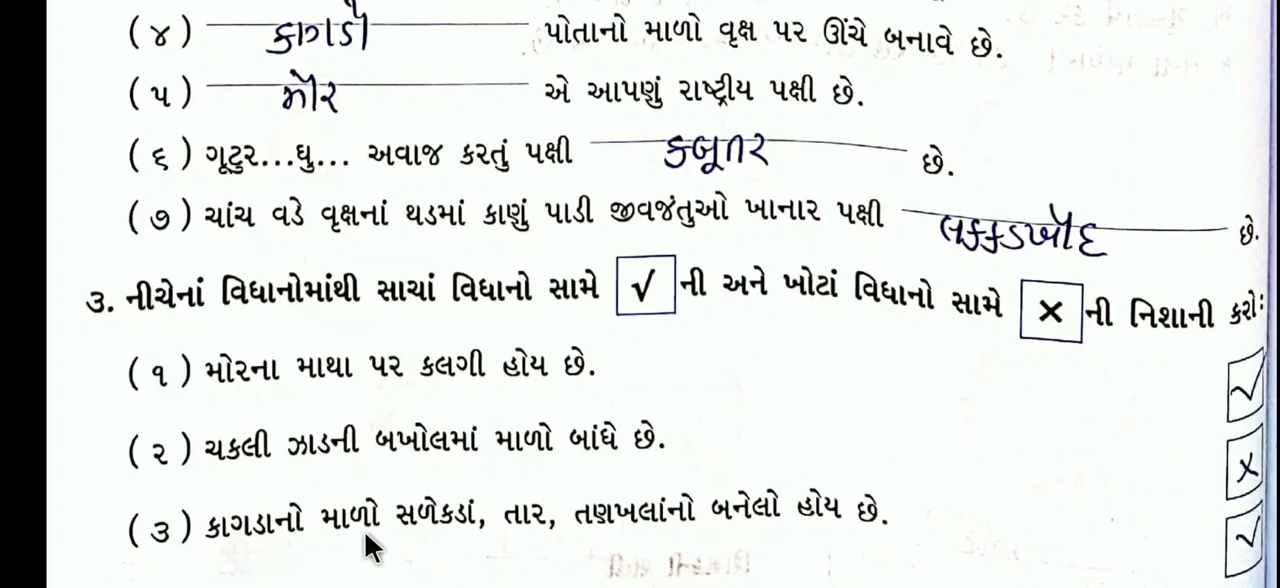 (૪) કાગડો પોતાનો માળો વૃક્ષ પર ઊંચે બનાવે છે.
(૫) મોર એ આપણું રાષ્ટ્રીય પક્ષી છે.
(૬) ગૂટુર...ઘુ... અવાજ કરતું પક્ષી કબૂતર છે.
(૭) ચાંચ વડે વૃક્ષનાં થડમાં કાણું પાડી જીવજંતુઓ ખાનાર પક્ષી લક્કડખોદ છે.
૩. નીચેનાં વિધાનોમાંથી સાચાં વિધાનો સામે ✓ ની અને ખોટાં વિધાનો સામે × ની નિશાની કરો:
(૧) મોરના માથા પર કલગી હોય છે. ✓
(૨) ચકલી ઝાડની બખોલમાં માળો બાંધે છે. ×
(૩) કાગડાનો માળો સળેકડાં, તાર, તણખલાંનો બનેલો હોય છે. ✓